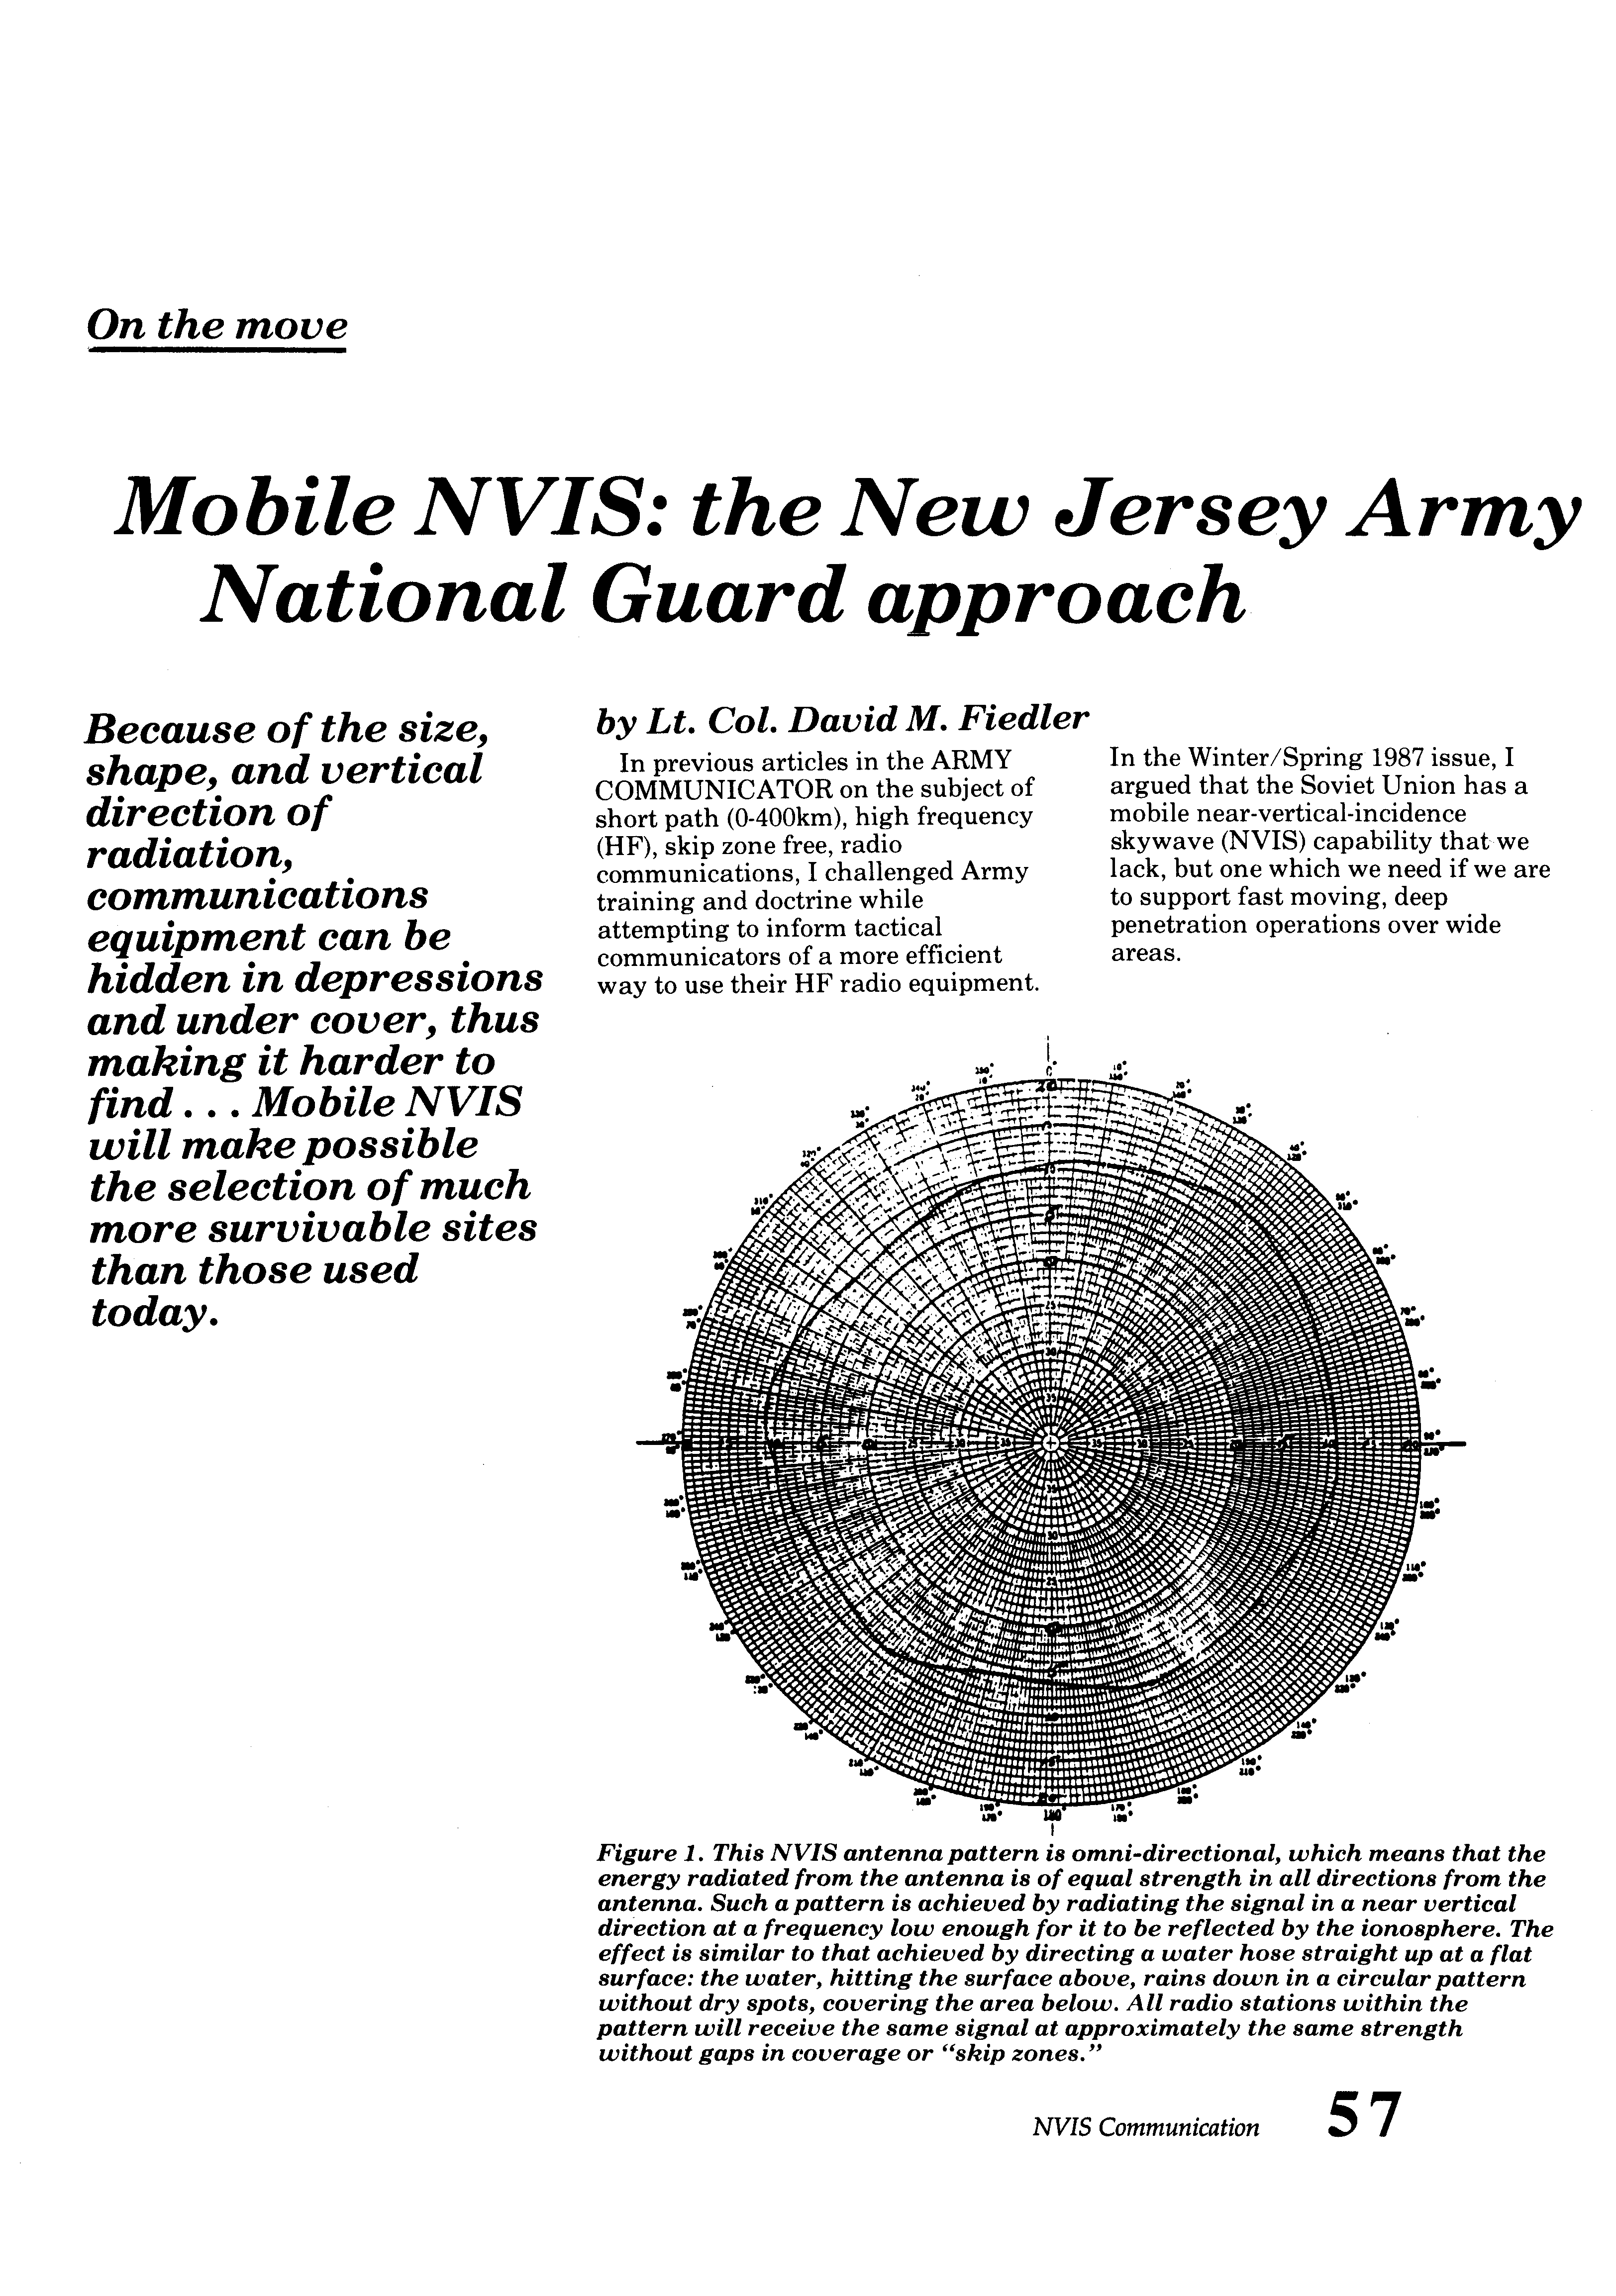 On the move
Mobile NVIS: the New Jersey Army
National Guard approach
Because of the size,
shape, and vertical
direction of
radiation,
communications
equipment can be
hidden in depressions
and under cover, thus
making it harder to
find . . . Mobile NVIS
will make possible
the selection of much
more survivable sites
than those used
today.
by Lt. Col. David M. Fiedler
In previous articles in the ARMY
COMMUNICATOR on the subject of
short path (0-400km), high frequency
(HF), skip zone free, radio
communications, I challenged Army
training and doctrine while
attempting to inform tactical
communicators of a more efficient
way to use their HF radio equipment.
In the Winter/Spring 1987 issue, I
argued that the Soviet Union has a
mobile near-vertical-incidence
skywave (NVIS) capability that we
lack, but one which we need if we are
to support fast moving, deep
penetration operations over wide
areas.
Figure 1. This NVIS antenna pattern is omni-directional, which means that the
energy radiated from the antenna is of equal strength in all directions from the
antenna. Such a pattern is achieved by radiating the signal in a near vertical
direction at a frequency low enough for it to be reflected by the ionosphere. The
effect is similar to that achieved by directing a water hose straight up at a flat
surface: the water, hitting the surface above, rains down in a circular pattern
without dry spots, covering the area below. All radio stations within the
pattern will receive the same signal at approximately the same strength
without gaps in coverage or “skip zones.”
NVIS Communication 57